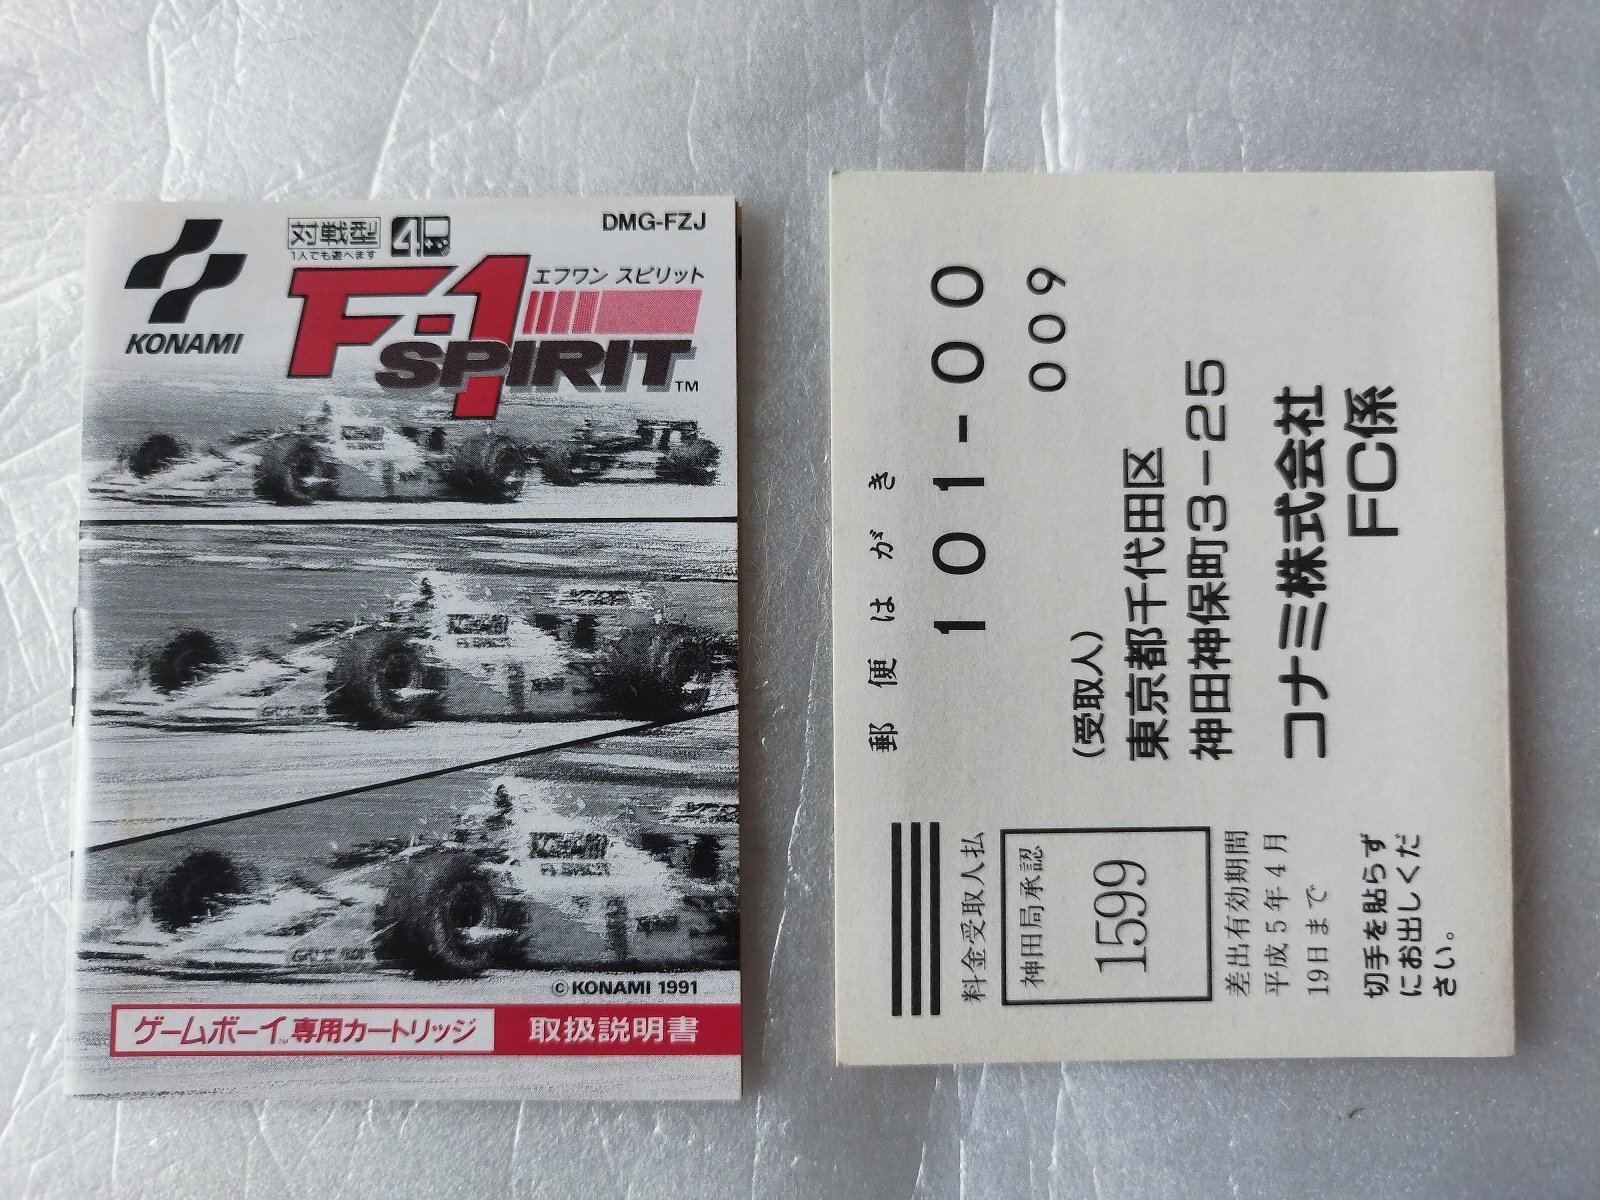 KONAMI
対戦型
1人でも遊べます
4
DMG-FZJ
エフワン スピリット
F-1
SPIRIT™
© KONAMI 1991
ゲームボーイ™専用カートリッジ
取扱説明書
郵便はがき
101-00
009
(受取人)
東京都千代田区
神田神保町3-25
コナミ株式会社
FC係
料金受取人払
神田局承認
1599
差出有効期間
平成5年4月
19日まで
切手を貼らず
にお出しくだ
さい。